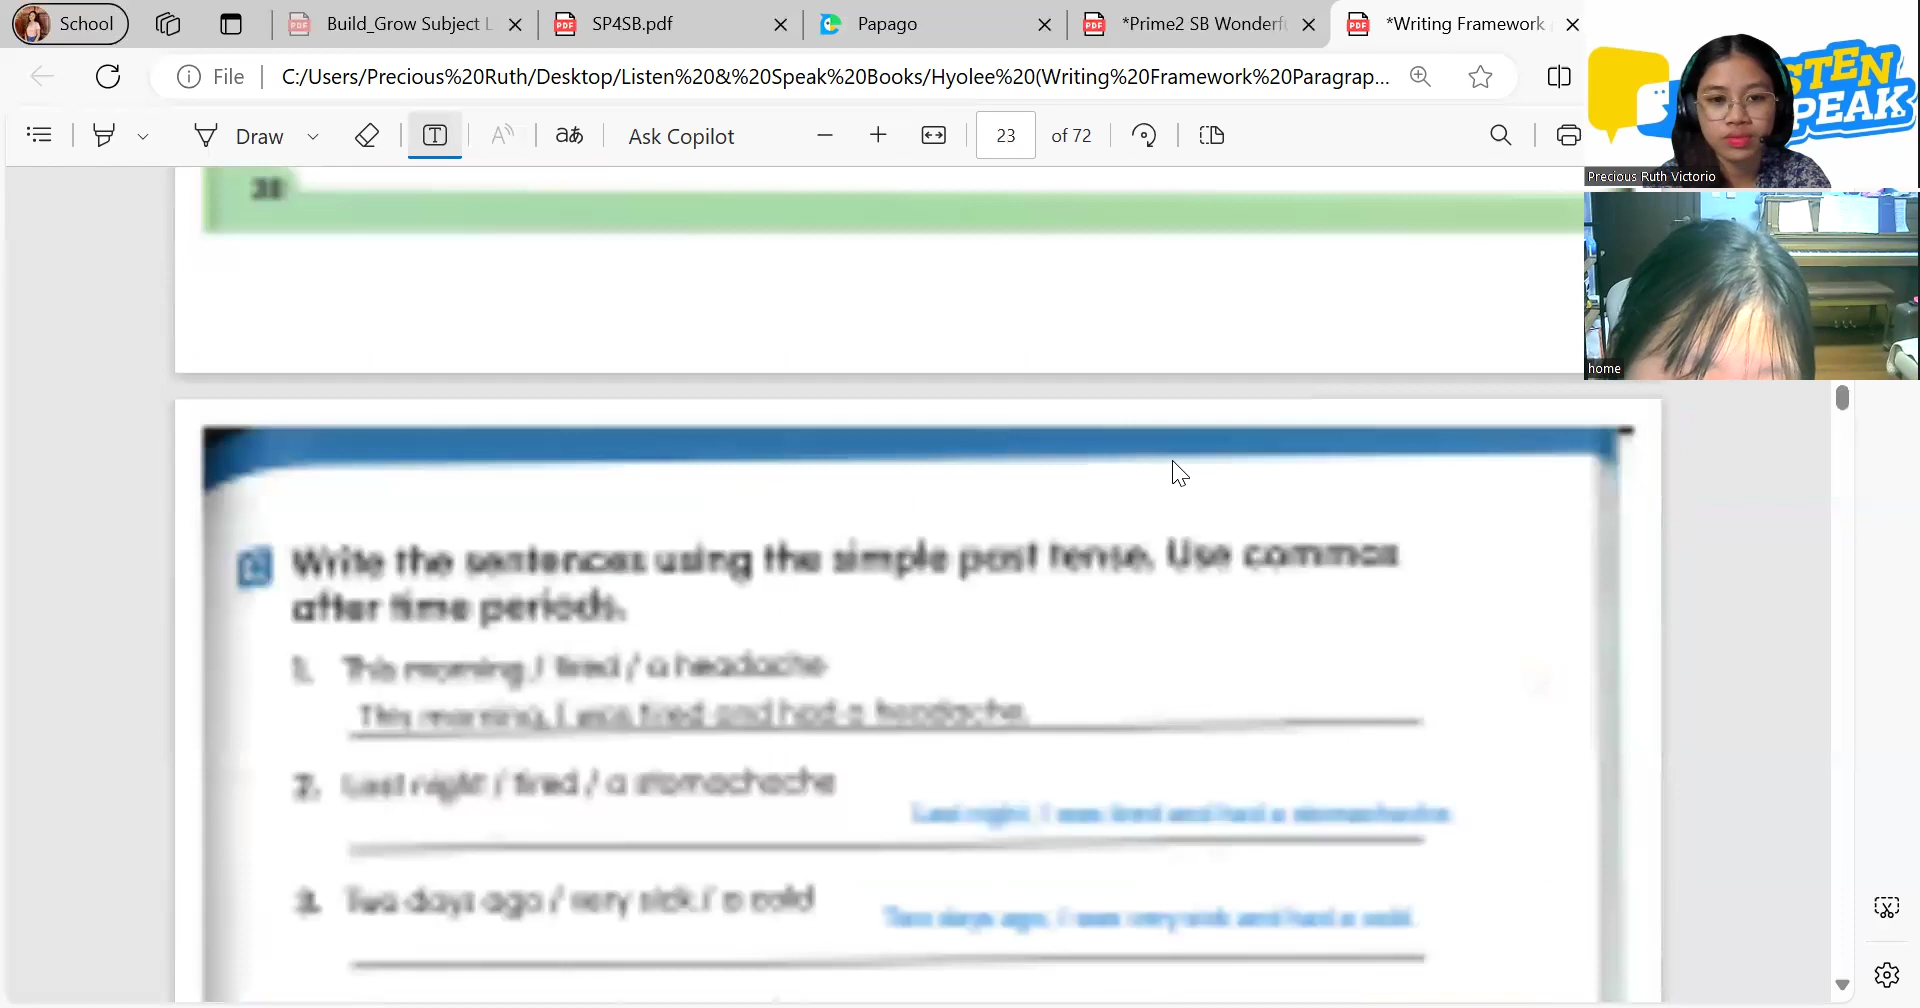 School
Build_Grow Subject L
SP4SB.pdf
Papago
*Prime2 SB Wonderfu
*Writing Framework
File
C:/Users/Precious%20Ruth/Desktop/Listen%20&%20Speak%20Books/Hyolee%20(Writing%20Framework%20Paragrap...
Draw
Ask Copilot
23
of 72
STEN
PEAK
Precious Ruth Victorio
home
Write the sentences using the simple past tense. Use commas
after time periods.
1. This morning / tired / a headache
This morning, I was tired and had a headache.
2. Last night / tired / a stomachache
Last night, I was tired and had a stomachache.
3. Two days ago / very sick / a cold
Two days ago, I was very sick and had a cold.